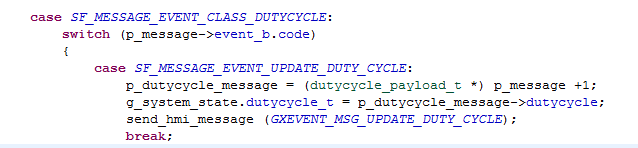 case SF_MESSAGE_EVENT_CLASS_DUTYCYCLE:
switch (p_message->event_b.code)
{
case SF_MESSAGE_EVENT_UPDATE_DUTY_CYCLE:
p_dutycycle_message = (dutycycle_payload_t *) p_message +1;
g_system_state.dutycycle_t = p_dutycycle_message->dutycycle;
send_hmi_message (GXEVENT_MSG_UPDATE_DUTY_CYCLE);
break;